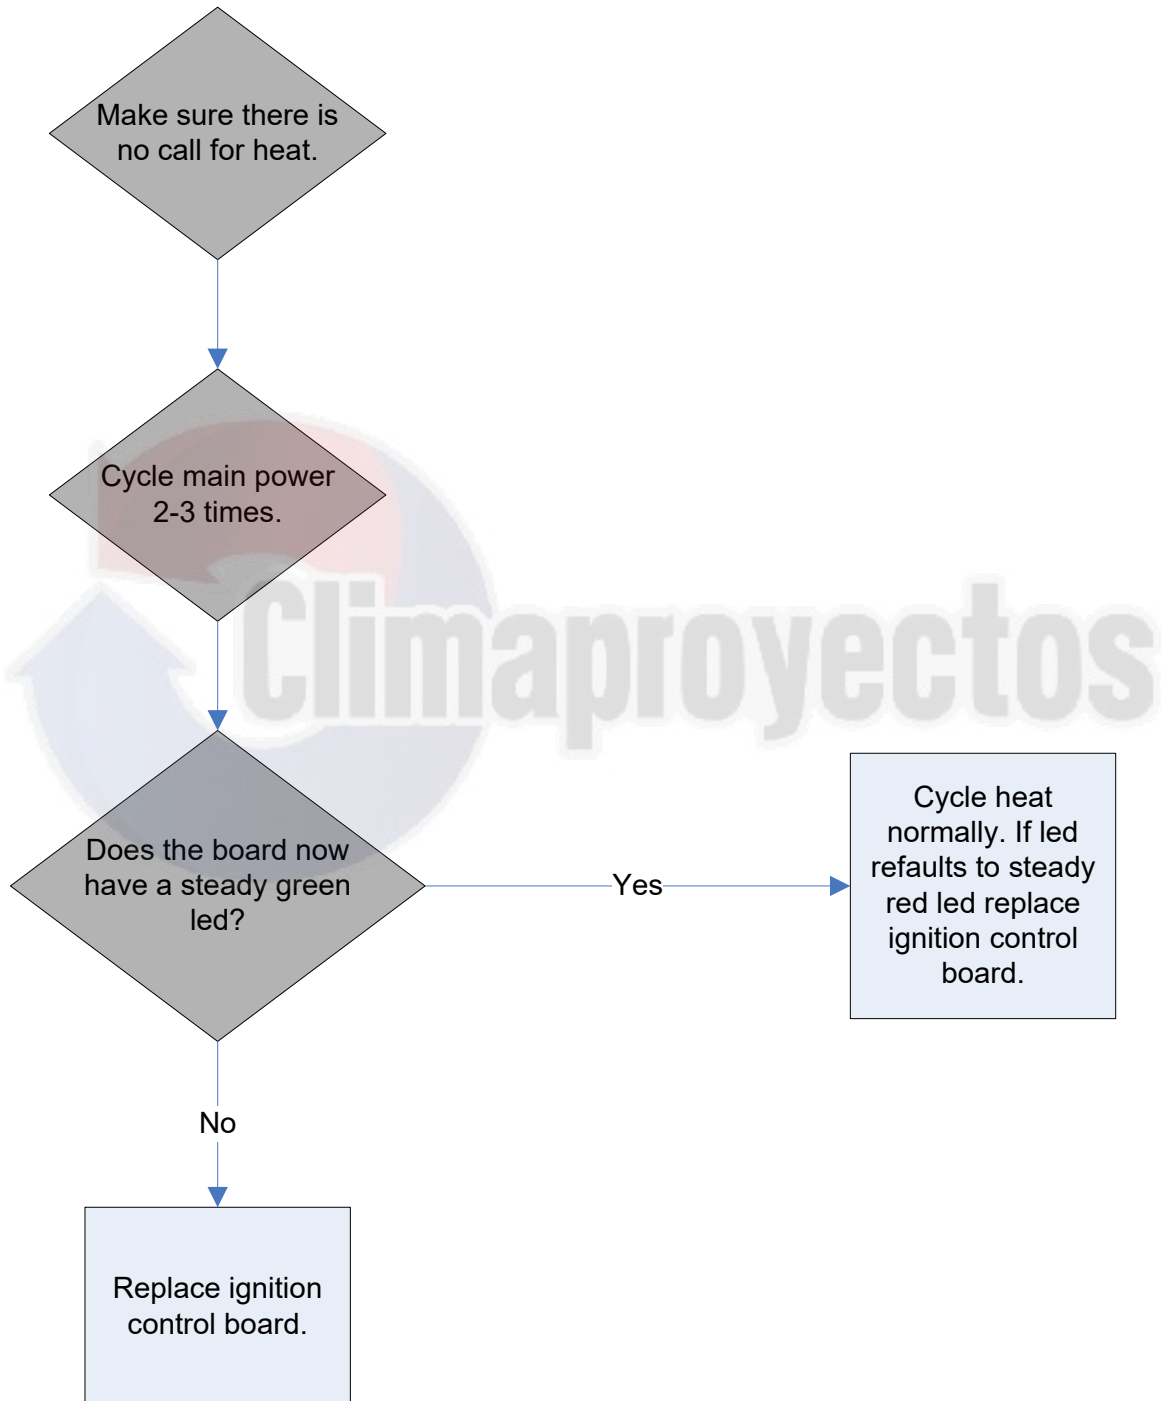 Make sure there is
no call for heat.
Cycle main power
2-3 times.
Climaproyectos
Does the board now
have a steady green
led?
Yes
Cycle heat
normally. If led
refaults to steady
red led replace
ignition control
board.
No
Replace ignition
control board.